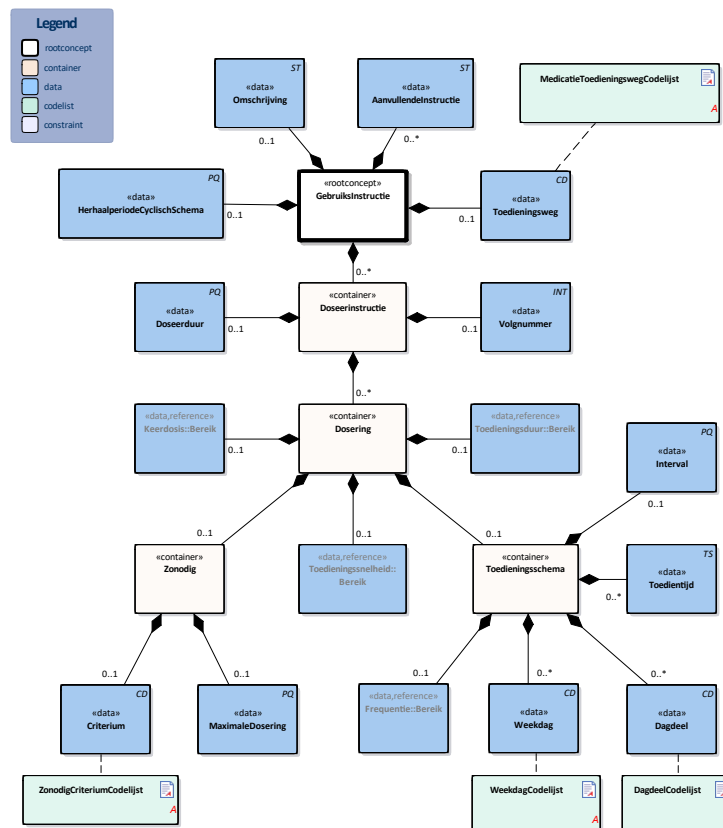 Legend
rootconcept
container
data
codelist
constraint
ST
«data»
Omschrijving
0..1
ST
«data»
AanvullendeInstructie
0..*
MedicatieToedieningswegCodelijst
A
PQ
«data»
HerhaalperiodeCyclischSchema
0..1
«rootconcept»
GebruiksInstructie
CD
«data»
Toedieningsweg
0..1
0..*
PQ
«data»
Doseerduur
0..1
«container»
Doseerinstructie
INT
«data»
Volgnummer
0..1
0..*
«data,reference»
Keerdosis::Bereik
0..1
«container»
Dosering
«data,reference»
Toedieningsduur::Bereik
0..1
PQ
«data»
Interval
0..1
0..1
0..1
0..1
«container»
Zonodig
«data,reference»
Toedieningssnelheid::
Bereik
«container»
Toedieningsschema
TS
«data»
Toedientijd
0..*
0..1
0..1
0..1
0..*
0..*
CD
«data»
Criterium
PQ
«data»
MaximaleDosering
«data,reference»
Frequentie::Bereik
CD
«data»
Weekdag
CD
«data»
Dagdeel
ZonodigCriteriumCodelijst
A
WeekdagCodelijst
A
DagdeelCodelijst